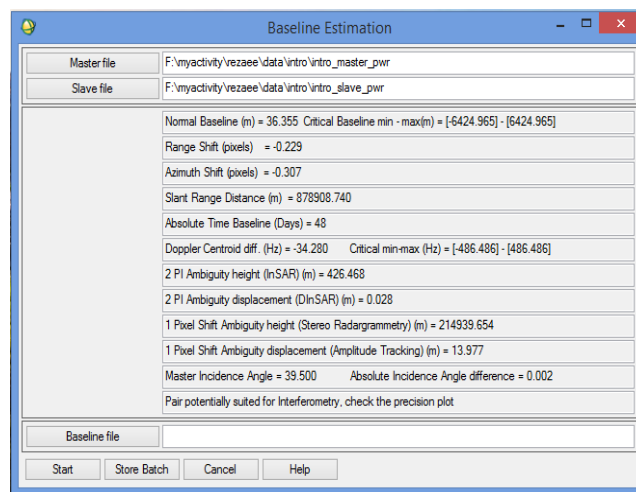 Baseline Estimation
Master file F:\myactivity\rezaee\data\intro\intro_master_pwr
Slave file F:\myactivity\rezaee\data\intro\intro_slave_pwr
Normal Baseline (m) = 36.355 Critical Baseline min - max(m) = [-6424.965] - [6424.965]
Range Shift (pixels) = -0.229
Azimuth Shift (pixels) = -0.307
Slant Range Distance (m) = 878908.740
Absolute Time Baseline (Days) = 48
Doppler Centroid diff. (Hz) = -34.280 Critical min-max (Hz) = [-486.486] - [486.486]
2 PI Ambiguity height (InSAR) (m) = 426.468
2 PI Ambiguity displacement (DInSAR) (m) = 0.028
1 Pixel Shift Ambiguity height (Stereo Radargrammetry) (m) = 214939.654
1 Pixel Shift Ambiguity displacement (Amplitude Tracking) (m) = 13.977
Master Incidence Angle = 39.500 Absolute Incidence Angle difference = 0.002
Pair potentially suited for Interferometry, check the precision plot
Baseline file
Start Store Batch Cancel Help